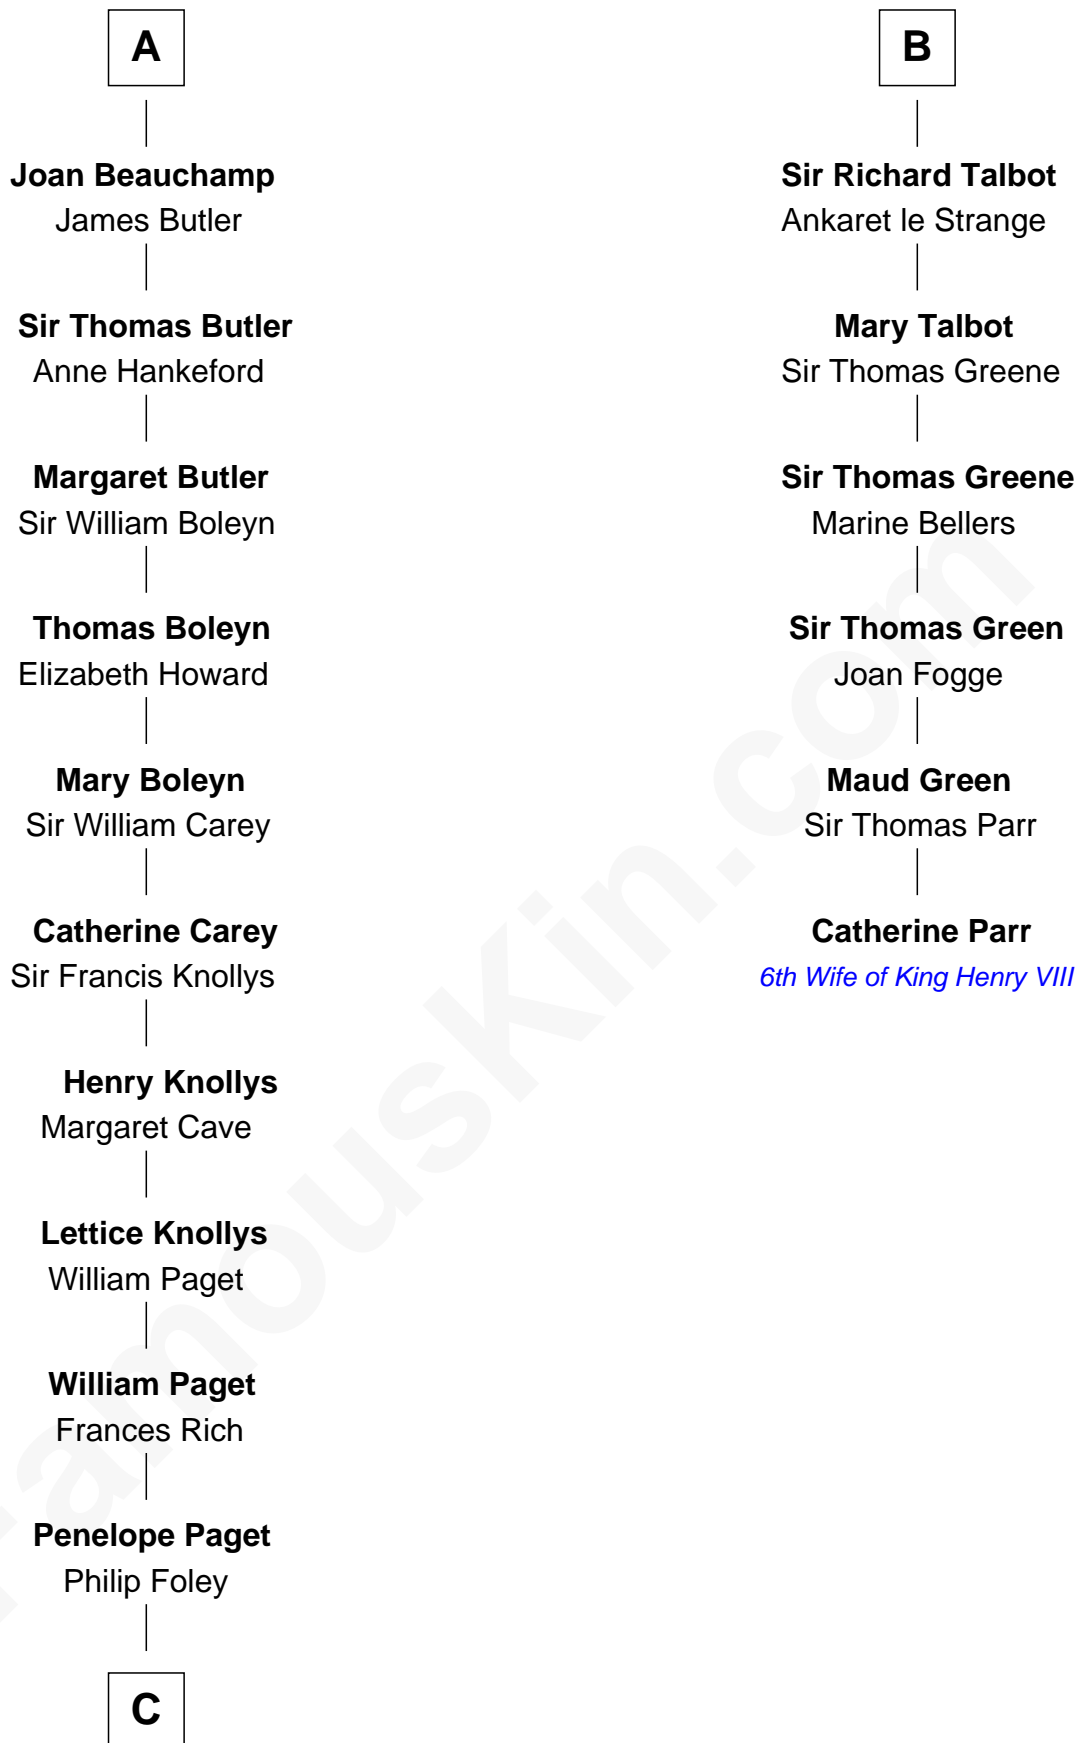 A
Joan Beauchamp
James Butler
Sir Thomas Butler
Anne Hankeford
Margaret Butler
Sir William Boleyn
Thomas Boleyn
Elizabeth Howard
Mary Boleyn
Sir William Carey
Catherine Carey
Sir Francis Knollys
Henry Knollys
Margaret Cave
Lettice Knollys
William Paget
William Paget
Frances Rich
Penelope Paget
Philip Foley
C
B
Sir Richard Talbot
Ankaret le Strange
Mary Talbot
Sir Thomas Greene
Sir Thomas Greene
Marine Bellers
Sir Thomas Green
Joan Fogge
Maud Green
Sir Thomas Parr
Catherine Parr
6th Wife of King Henry VIII
FamousKin.com